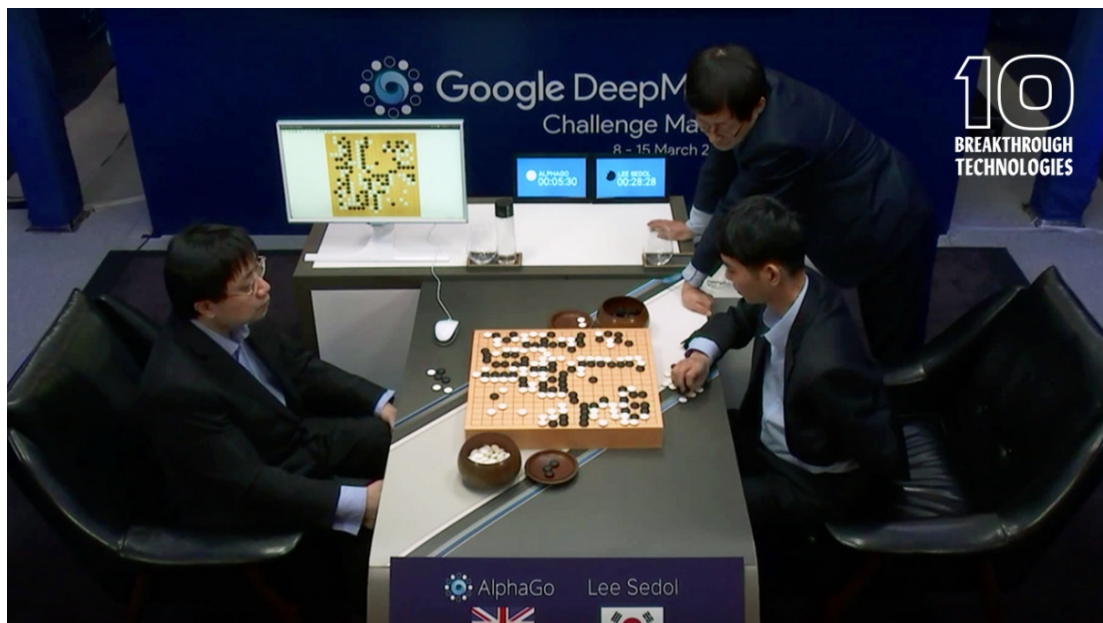 Google DeepM
Challenge Ma
8 - 15 March 2
10
BREAKTHROUGH
TECHNOLOGIES
ALPHAGO
00:05:30
LEE SEDOL
00:28:28
AlphaGo
Lee Sedol